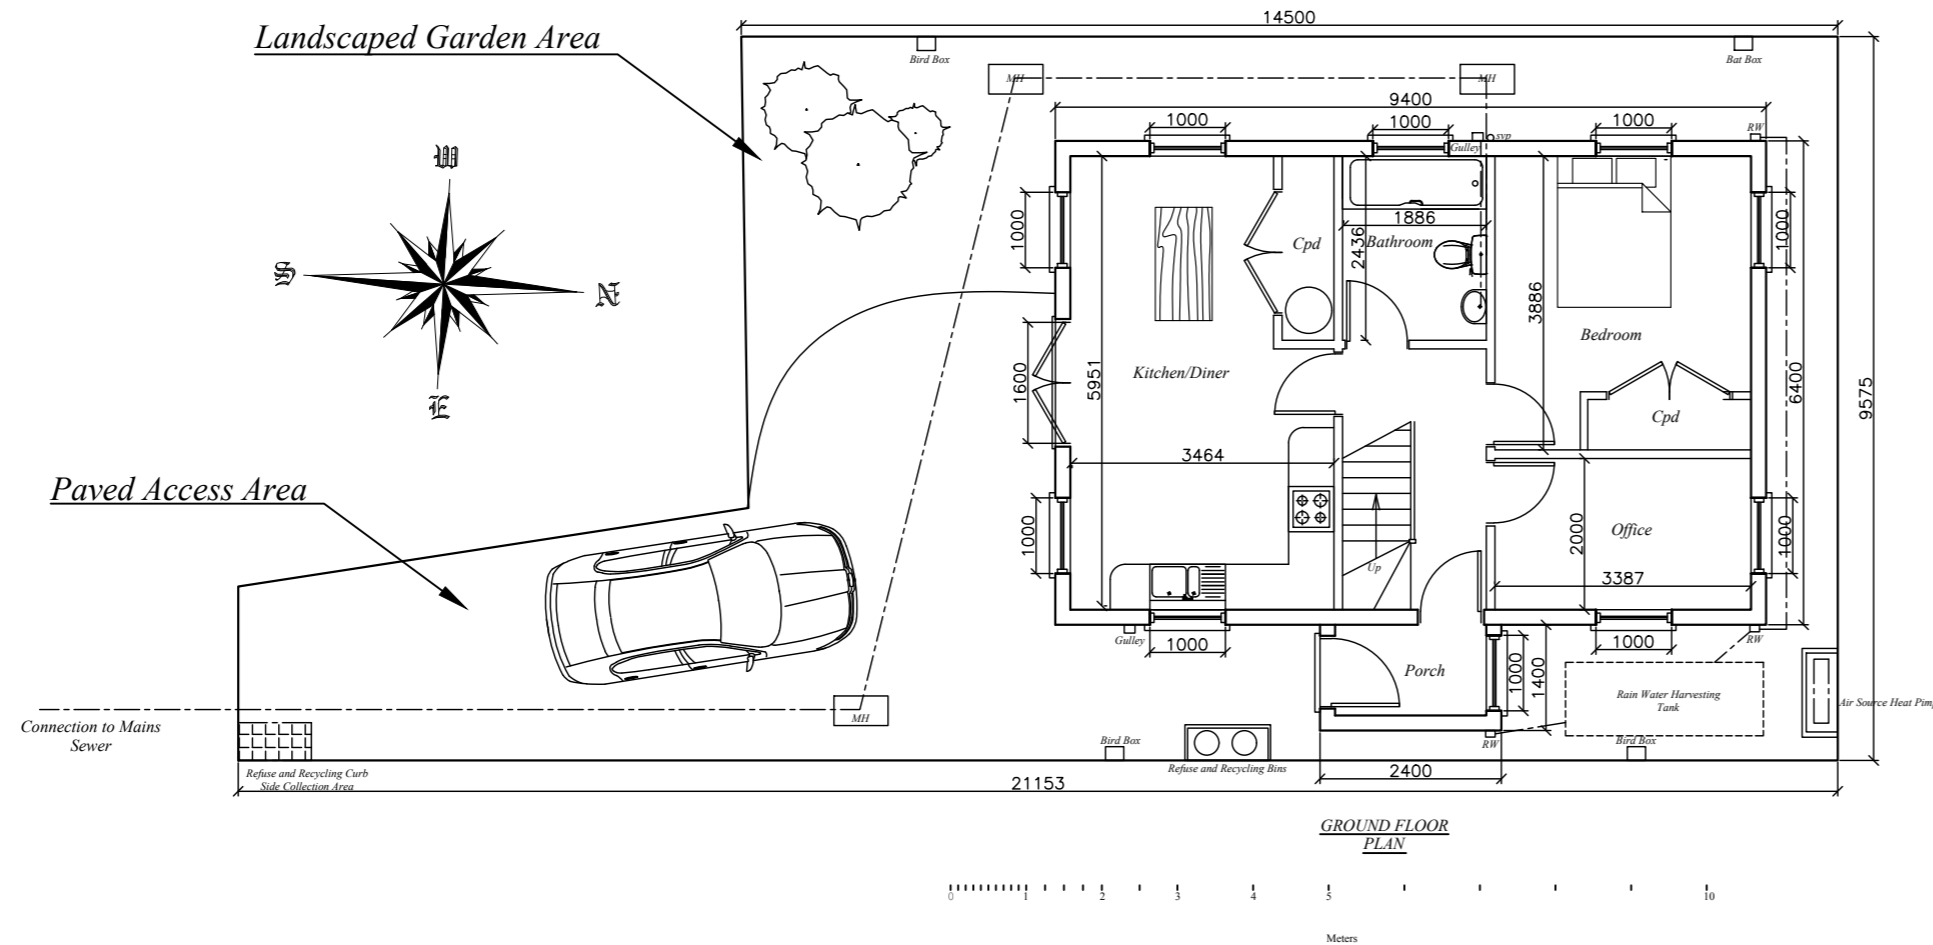 14500
Landscaped Garden Area
Bird Box
Bat Box
MH
MH
9400
1000
1000
1000
RW
svp
Gulley
W
S
N
E
1000
1886
2436
Bathroom
Cpd
1000
3886
Bedroom
1600
5951
Kitchen/Diner
6400
9575
Cpd
3464
Paved Access Area
1000
2000
Office
1000
Up
3387
Gulley
1000
1000
RW
Porch
1000
1400
Rain Water Harvesting
Tank
Air Source Heat Pim
MH
Connection to Mains
Sewer
Bird Box
RW
Bird Box
Refuse and Recycling Curb
Side Collection Area
Refuse and Recycling Bins
2400
21153
GROUND FLOOR
PLAN
0 1 2 3 4 5 10
Meters